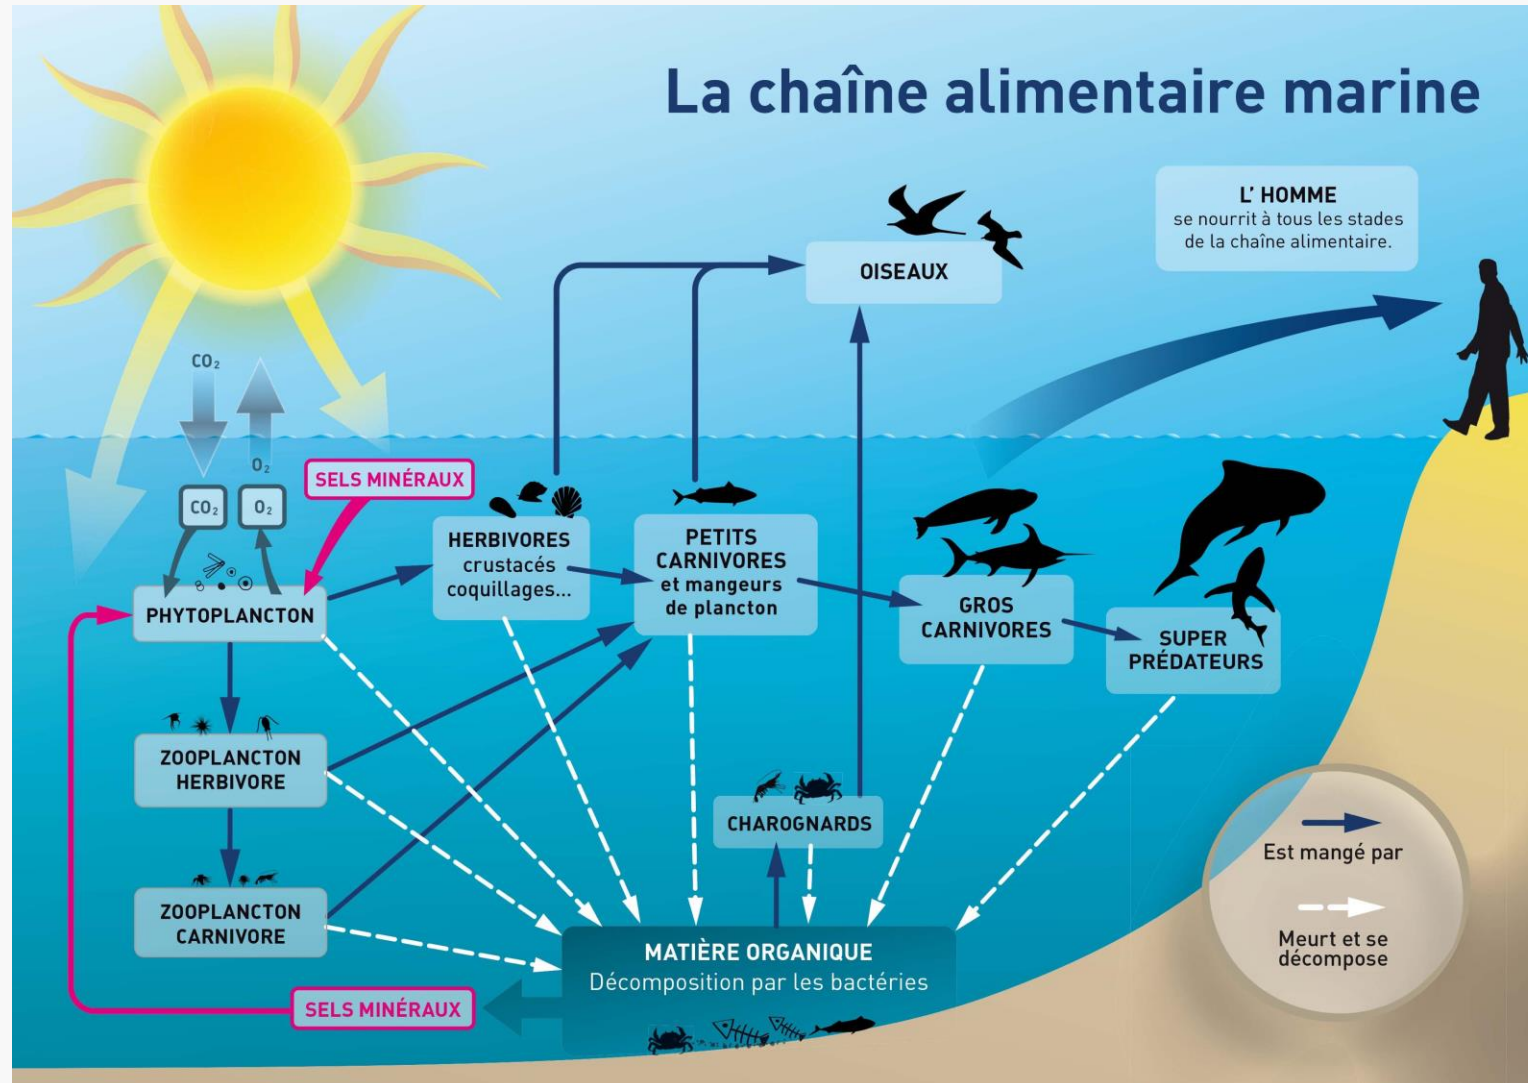 La chaîne alimentaire marine
L' HOMME
se nourrit à tous les stades
de la chaîne alimentaire.
OISEAUX
CO₂
O₂
CO₂
O₂
SELS MINÉRAUX
HERBIVORES
crustacés
coquillages...
PETITS
CARNIVORES
et mangeurs
de plancton
GROS
CARNIVORES
SUPER
PRÉDATEURS
PHYTOPLANCTON
ZOOPLANCTON
HERBIVORE
ZOOPLANCTON
CARNIVORE
CHAROGNARDS
MATIÈRE ORGANIQUE
Décomposition par les bactéries
SELS MINÉRAUX
Est mangé par
Meurt et se
décompose